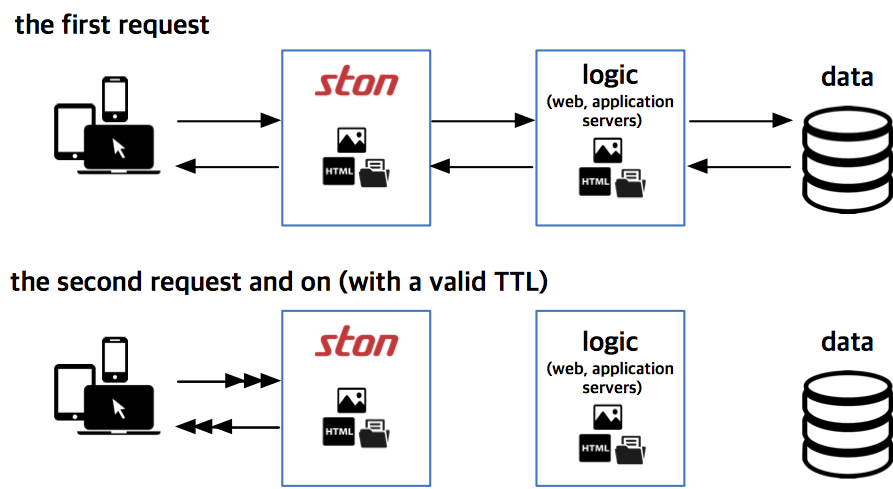 the first request
ston
logic
(web, application
servers)
data
HTML
HTML
the second request and on (with a valid TTL)
ston
logic
(web, application
servers)
data
HTML
HTML